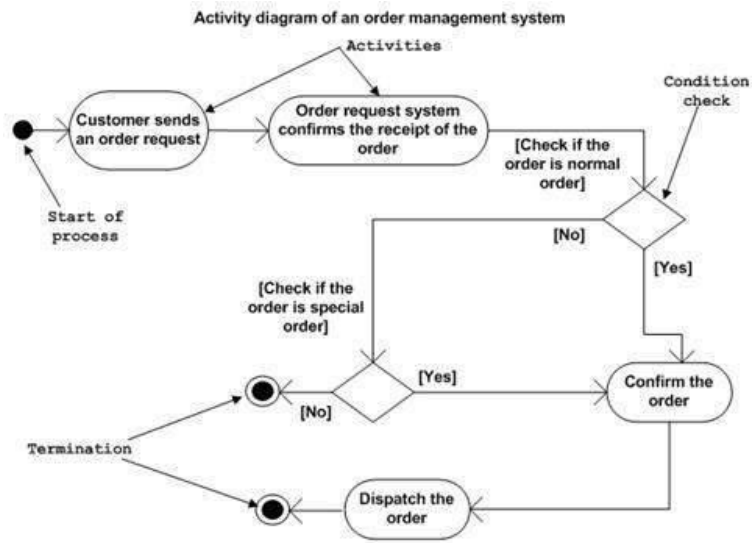 Activity diagram of an order management system
Activities
Condition
check
Customer sends
an order request
Order request system
confirms the receipt of the
order
[Check if the
order is normal
order]
Start of
process
[No]
[Yes]
[Check if the
order is special
order]
[Yes]
Confirm the
order
[No]
Termination
Dispatch the
order